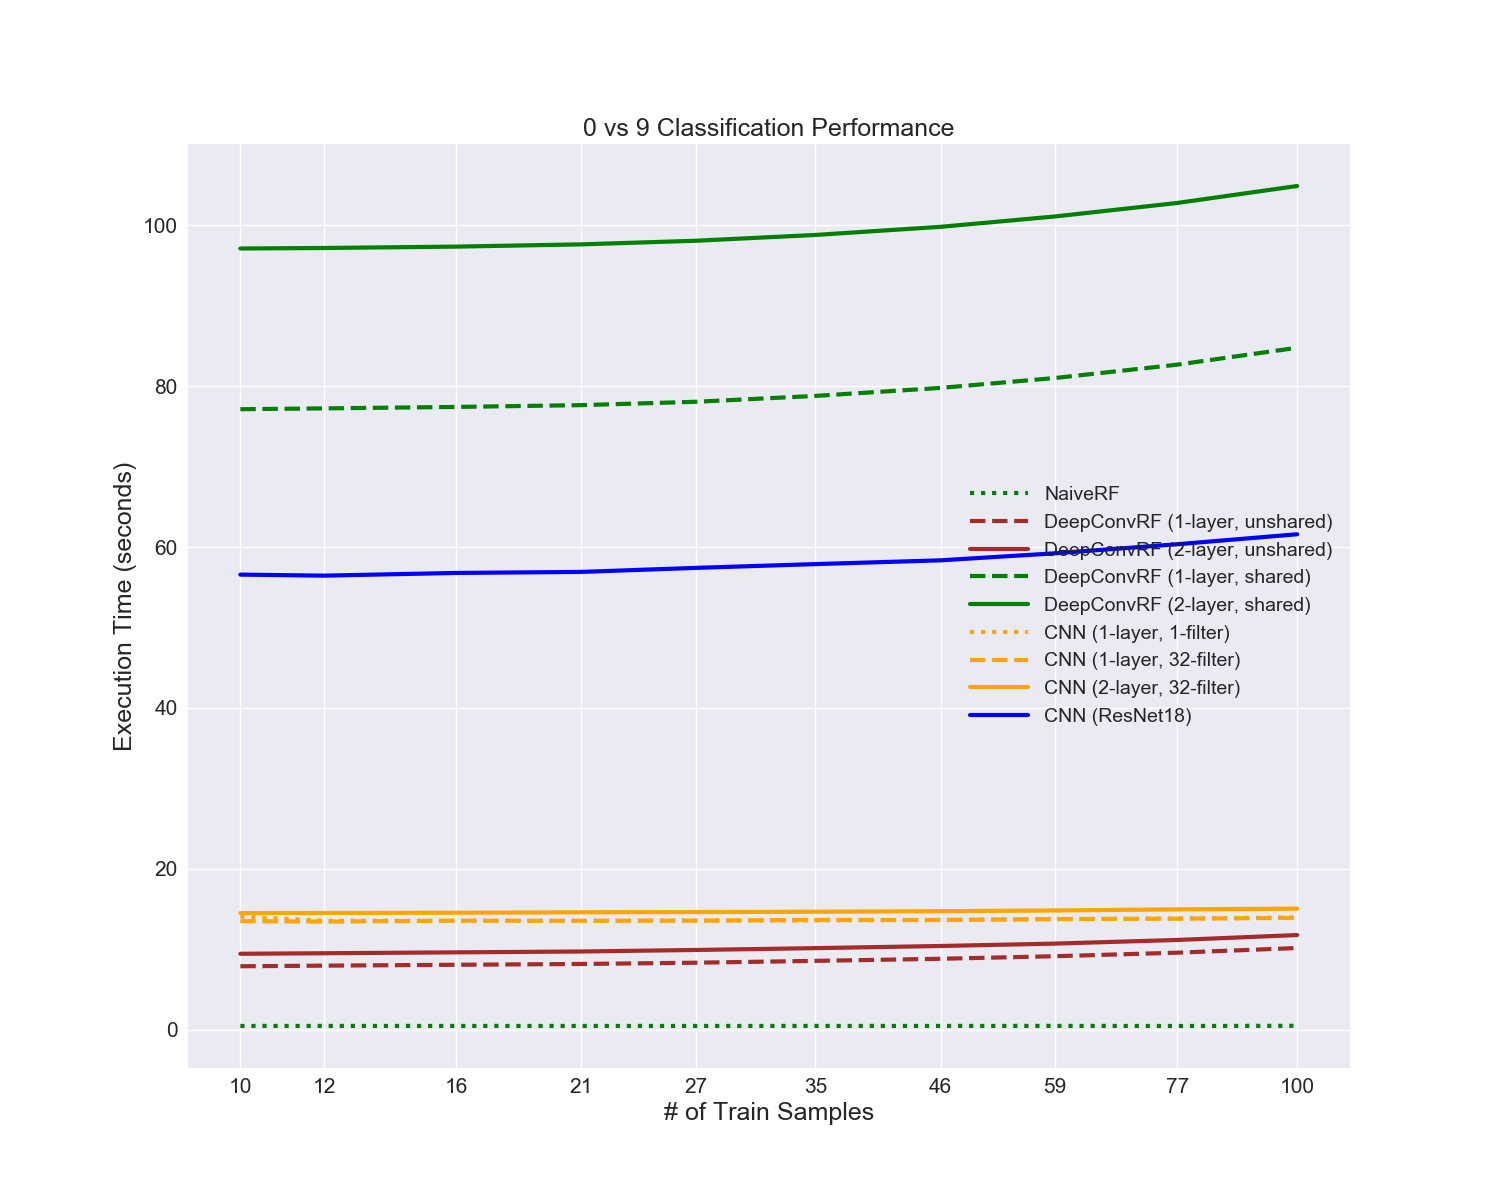 0 vs 9 Classification Performance
Execution Time (seconds)
100
80
60
40
20
0
NaiveRF
DeepConvRF (1-layer, unshared)
DeepConvRF (2-layer, unshared)
DeepConvRF (1-layer, shared)
DeepConvRF (2-layer, shared)
CNN (1-layer, 1-filter)
CNN (1-layer, 32-filter)
CNN (2-layer, 32-filter)
CNN (ResNet18)
10 12 16 21 27 35 46 59 77 100
# of Train Samples